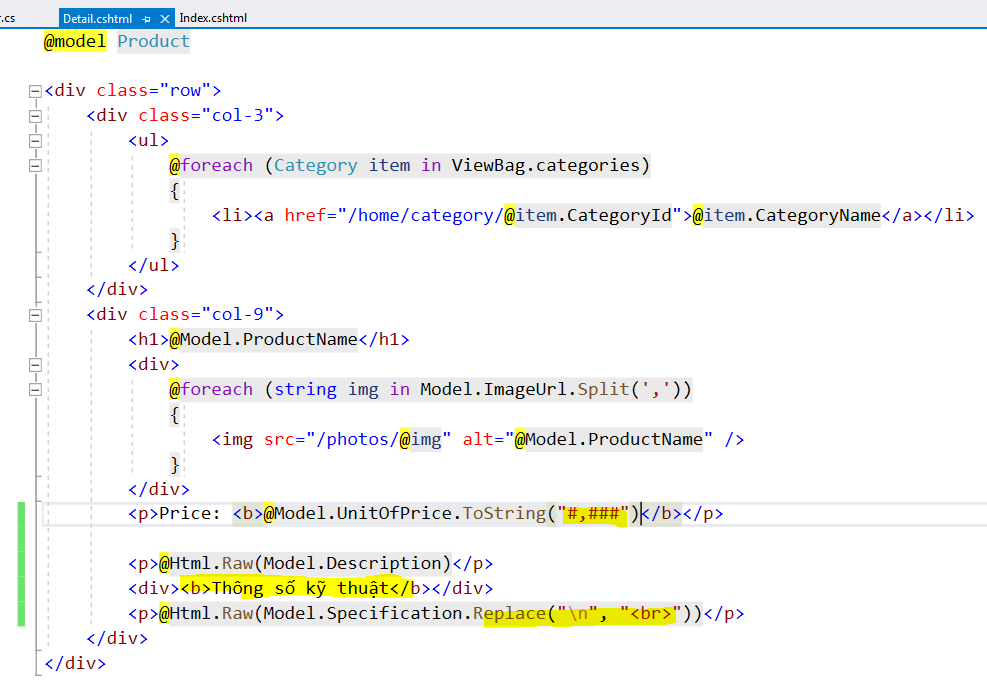 r.cs Detail.cshtml Index.cshtml
@model Product
<div class="row">
<div class="col-3">
<ul>
@foreach (Category item in ViewBag.categories)
{
<li><a href="/home/category/@item.CategoryId">@item.CategoryName</a></li>
}
</ul>
</div>
<div class="col-9">
<h1>@Model.ProductName</h1>
<div>
@foreach (string img in Model.ImageUrl.Split(','))
{
<img src="/photos/@img" alt="@Model.ProductName" />
}
</div>
<p>Price: <b>@Model.UnitOfPrice.ToString("#,###")</b></p>
<p>@Html.Raw(Model.Description)</p>
<div><b>Thông số kỹ thuật</b></div>
<p>@Html.Raw(Model.Specification.Replace("\n", "<br>"))</p>
</div>
</div>